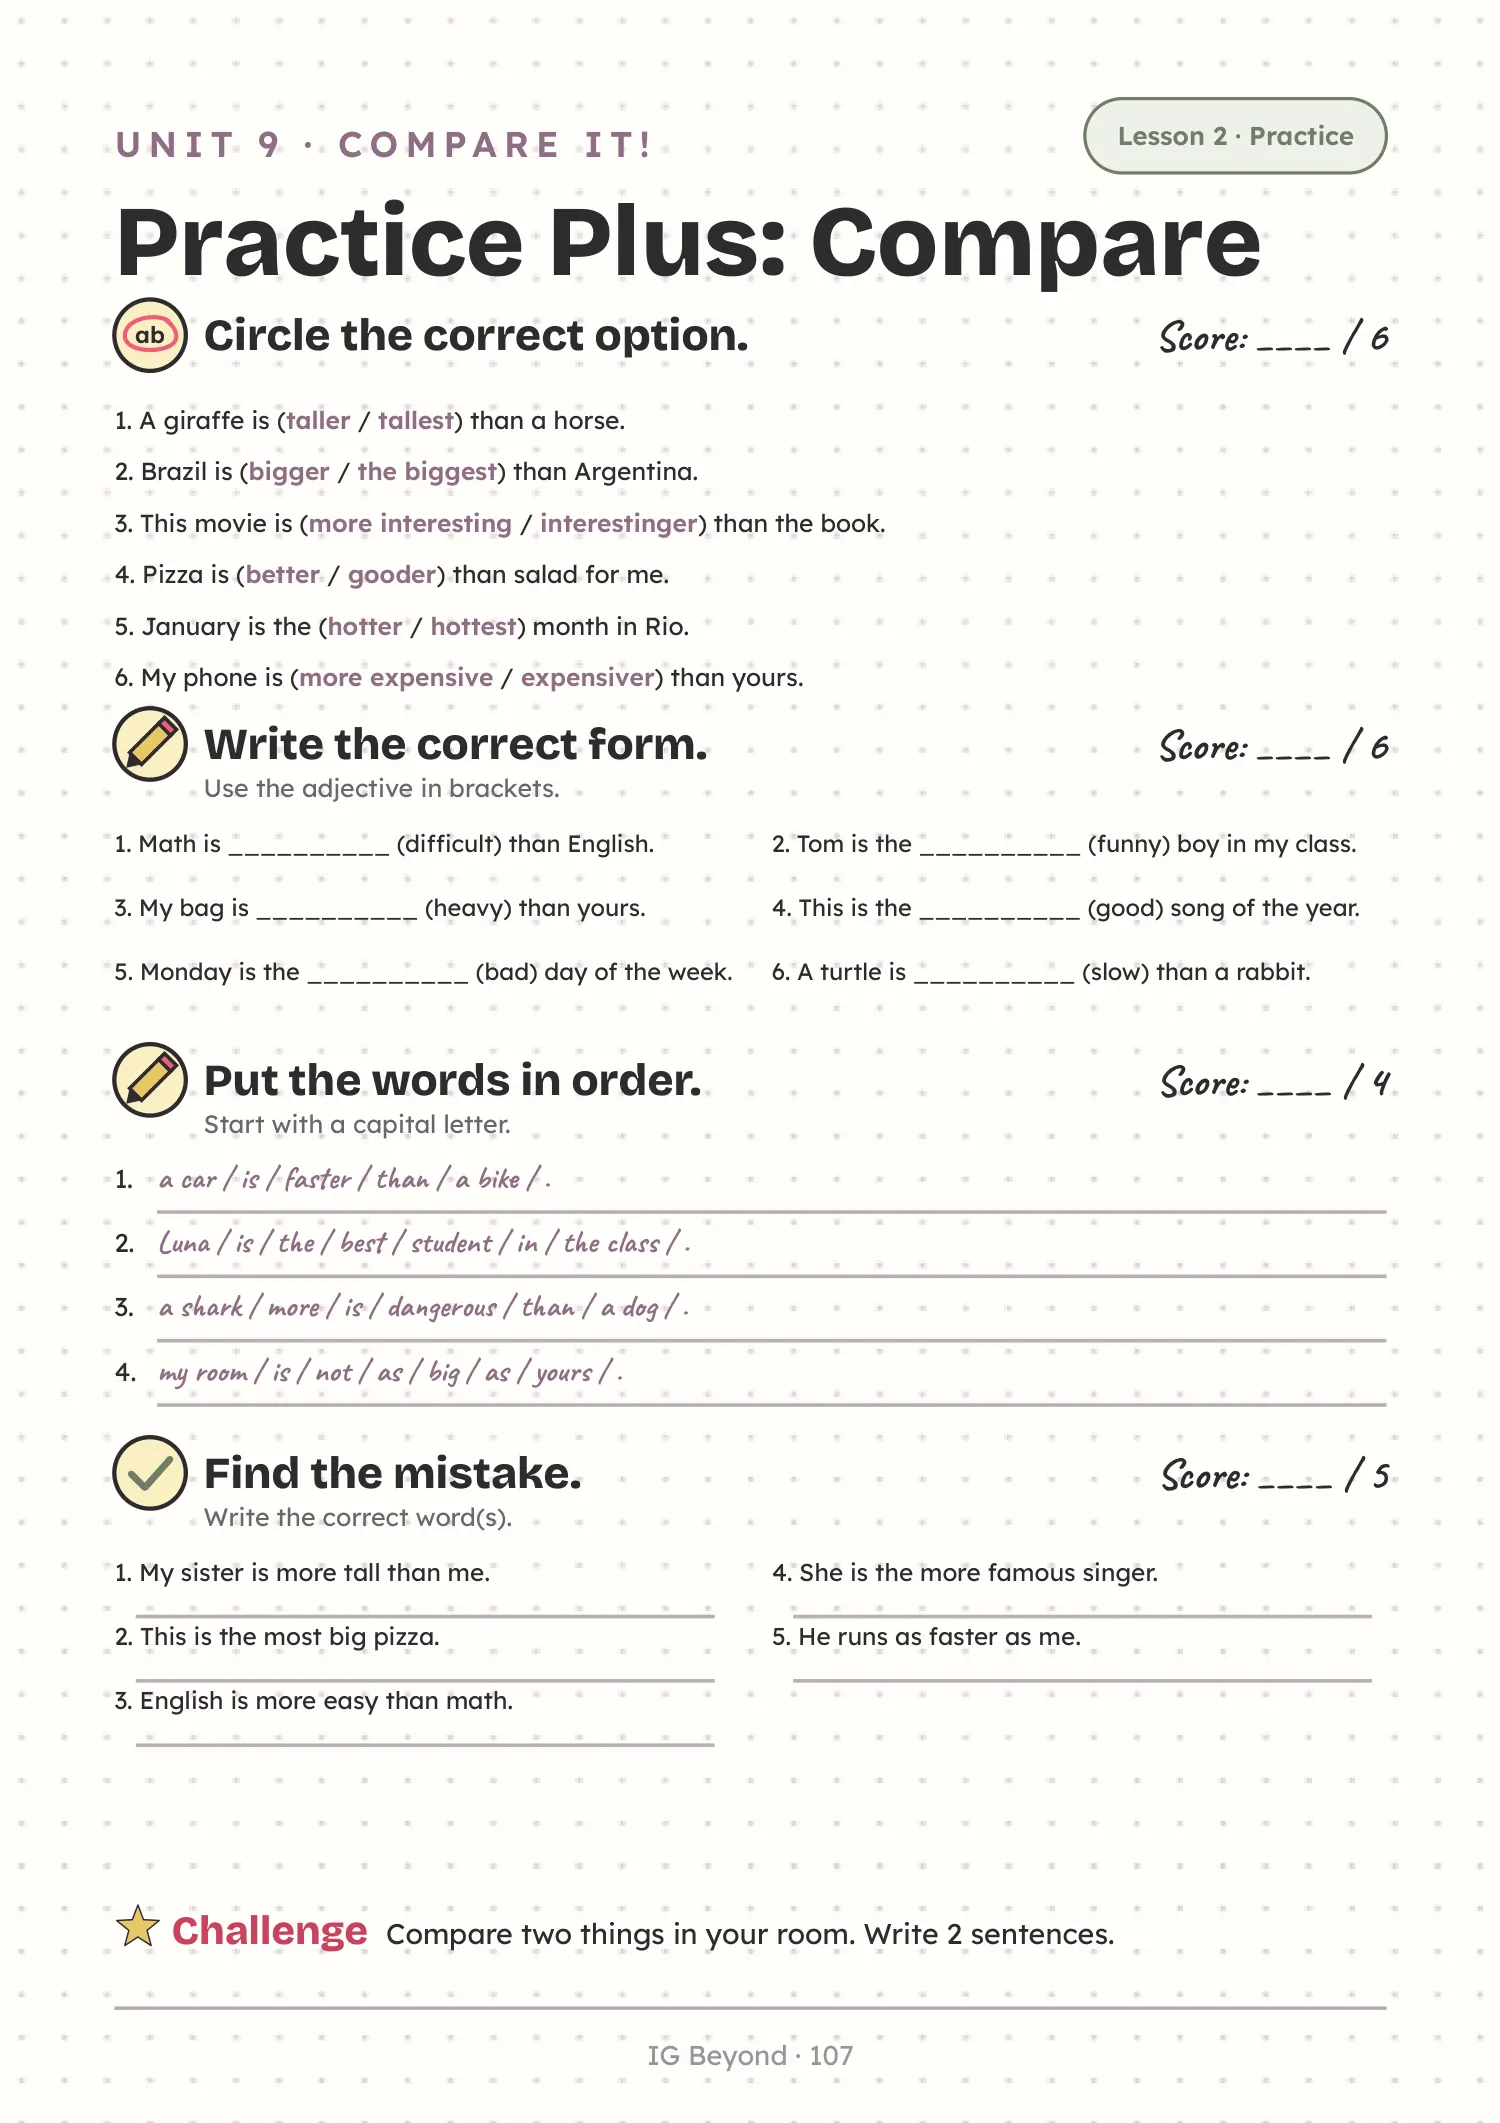 UNIT 9 · COMPARE IT!
Lesson 2 · Practice
Practice Plus: Compare
ab
Circle the correct option.
Score: ____ / 6
1. A giraffe is (taller / tallest) than a horse.
2. Brazil is (bigger / the biggest) than Argentina.
3. This movie is (more interesting / interestinger) than the book.
4. Pizza is (better / gooder) than salad for me.
5. January is the (hotter / hottest) month in Rio.
6. My phone is (more expensive / expensiver) than yours.
Write the correct form.
Score: ____ / 6
Use the adjective in brackets.
1. Math is __________ (difficult) than English.
2. Tom is the __________ (funny) boy in my class.
3. My bag is __________ (heavy) than yours.
4. This is the __________ (good) song of the year.
5. Monday is the __________ (bad) day of the week.
6. A turtle is __________ (slow) than a rabbit.
Put the words in order.
Score: ____ / 4
Start with a capital letter.
1. a car / is / faster / than / a bike / .
2. Luna / is / the / best / student / in / the class / .
3. a shark / more / is / dangerous / than / a dog / .
4. my room / is / not / as / big / as / yours / .
Find the mistake.
Score: ____ / 5
Write the correct word(s).
1. My sister is more tall than me.
2. This is the most big pizza.
3. English is more easy than math.
4. She is the more famous singer.
5. He runs as faster as me.
Challenge Compare two things in your room. Write 2 sentences.
IG Beyond · 107